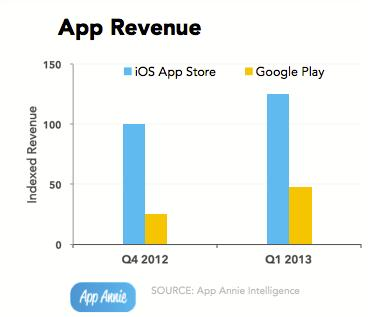 App Revenue
150
iOS App Store
Google Play
100
50
0
Indexed Revenue
Q4 2012
Q1 2013
App Annie
SOURCE: App Annie Intelligence